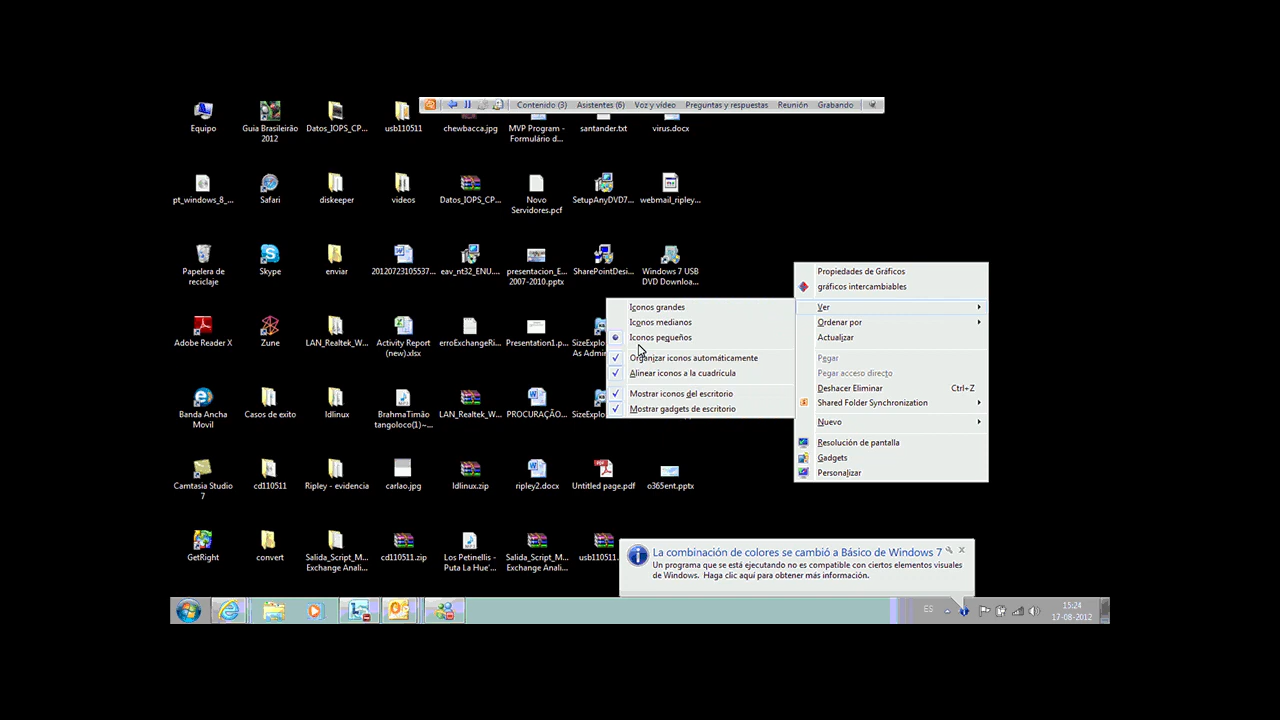 Contenido (3) Asistentes (6) Voz y vídeo Preguntas y respuestas Reunión Grabando
Equipo
Guia Brasileirão
2012
Datos_IOPS_CP...
usb110511
chewbacca.jpg
MVP Program -
Formulário d...
santander.txt
virus.docx
pt_windows_8_...
Safari
diskeeper
videos
Datos_IOPS_CP...
Novo
Servidores.pcf
SetupAnyDVD7...
webmail_ripley...
Papelera de
reciclaje
Skype
enviar
20120723105537...
eav_nt32_ENU....
presentacion_E...
2007-2010.pptx
SharePointDesi...
Windows 7 USB
DVD Downloa...
Adobe Reader X
Zune
LAN_Realtek_W...
Activity Report
(new).xlsx
erroExchangeRi...
Presentation1.p...
SizeExplo
As Admin
Banda Ancha
Movil
Casos de exito
ldlinux
BrahmaTimão
tangoloco(1)~...
LAN_Realtek_W...
PROCURAÇÃO...
SizeExplo
Camtasia Studio
7
cd110511
Ripley - evidencia
carlao.jpg
ldlinux.zip
ripley2.docx
Untitled page.pdf
o365ent.pptx
GetRight
convert
Salida_Script_M...
Exchange Anali...
cd110511.zip
Los Petinellis -
Puta La Hue'...
Salida_Script_M...
Exchange Anali...
usb11051
Iconos grandes
Iconos medianos
Iconos pequeños
Organizar iconos automáticamente
Alinear iconos a la cuadrícula
Mostrar iconos del escritorio
Mostrar gadgets de escritorio
Propiedades de Gráficos
gráficos intercambiables
Ver
Ordenar por
Actualizar
Pegar
Pegar acceso directo
Deshacer Eliminar Ctrl+Z
Shared Folder Synchronization
Nuevo
Resolución de pantalla
Gadgets
Personalizar
La combinación de colores se cambió a Básico de Windows 7
Un programa que se está ejecutando no es compatible con ciertos elementos visuales
de Windows. Haga clic aquí para obtener más información.
ES
15:24
17-08-2012